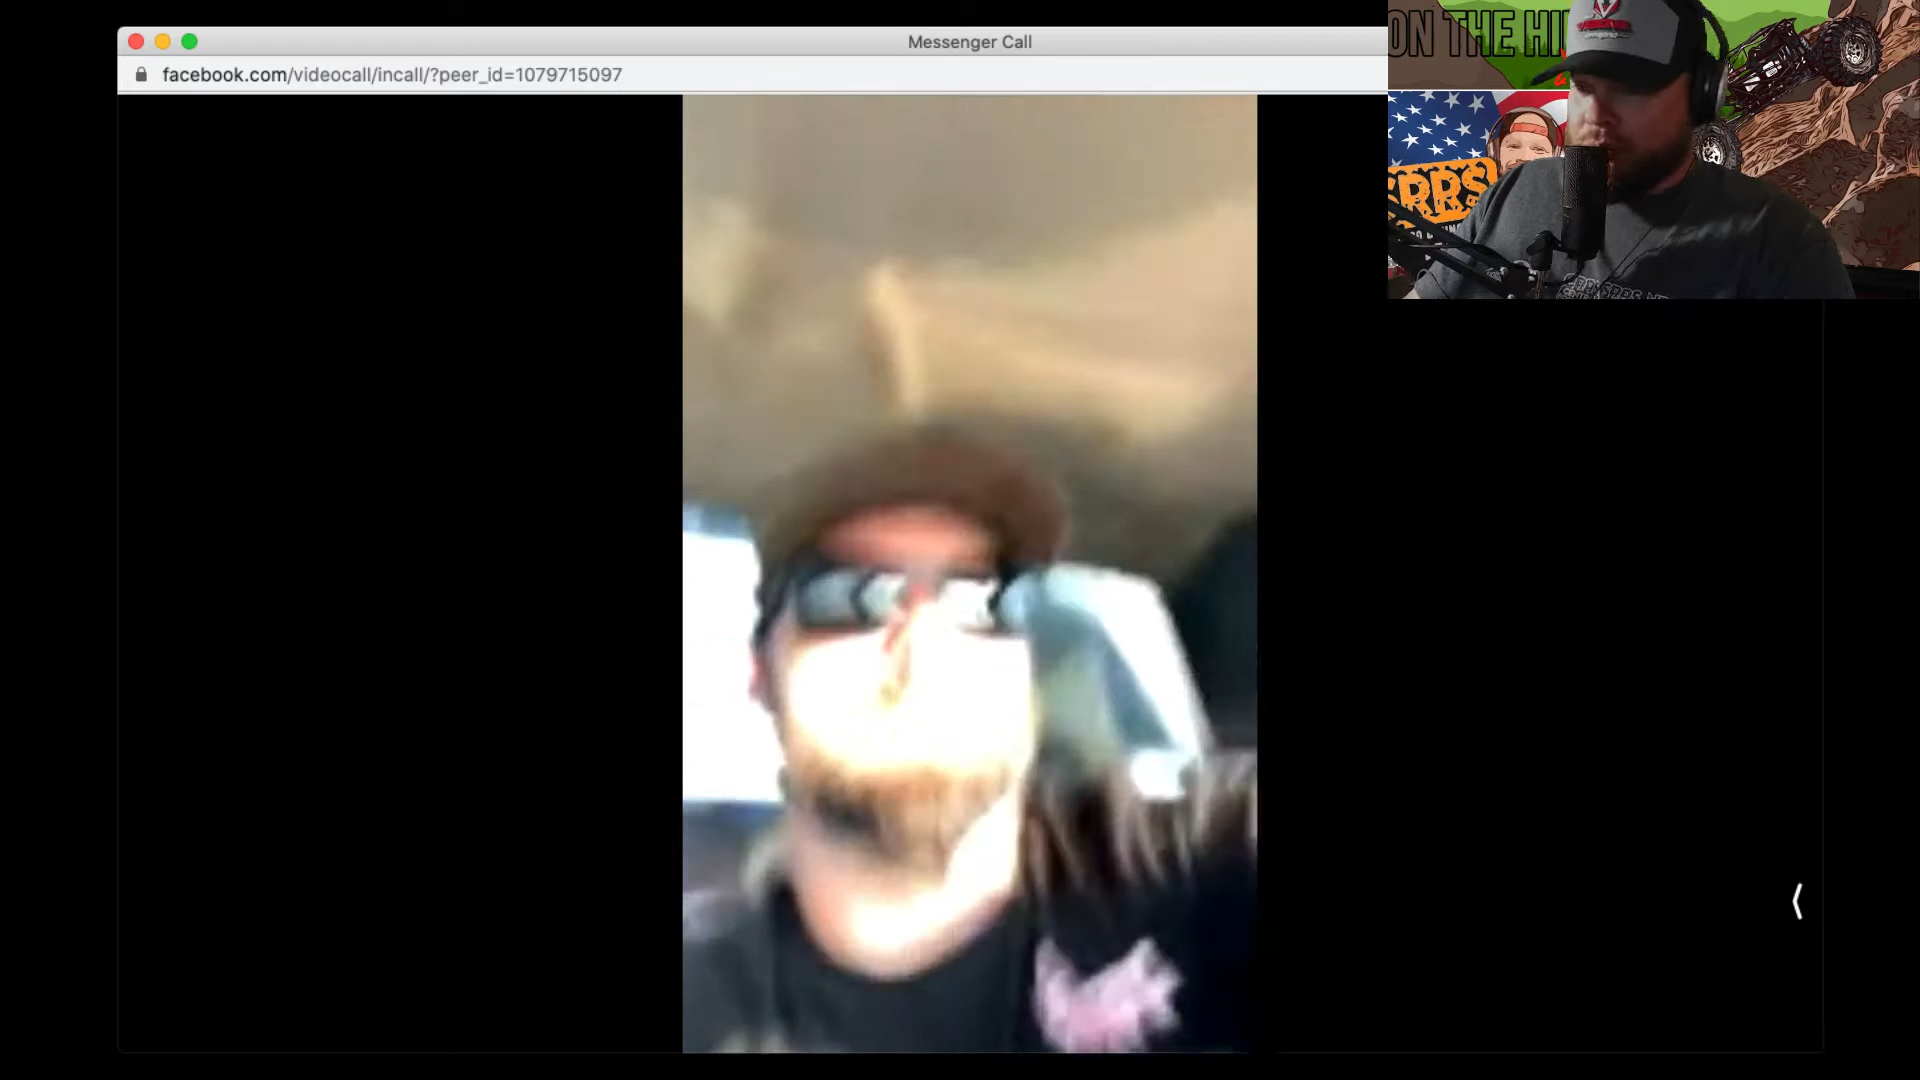 Messenger Call
facebook.com/videocall/incall/?peer_id=1079715097
ON THE HI
&